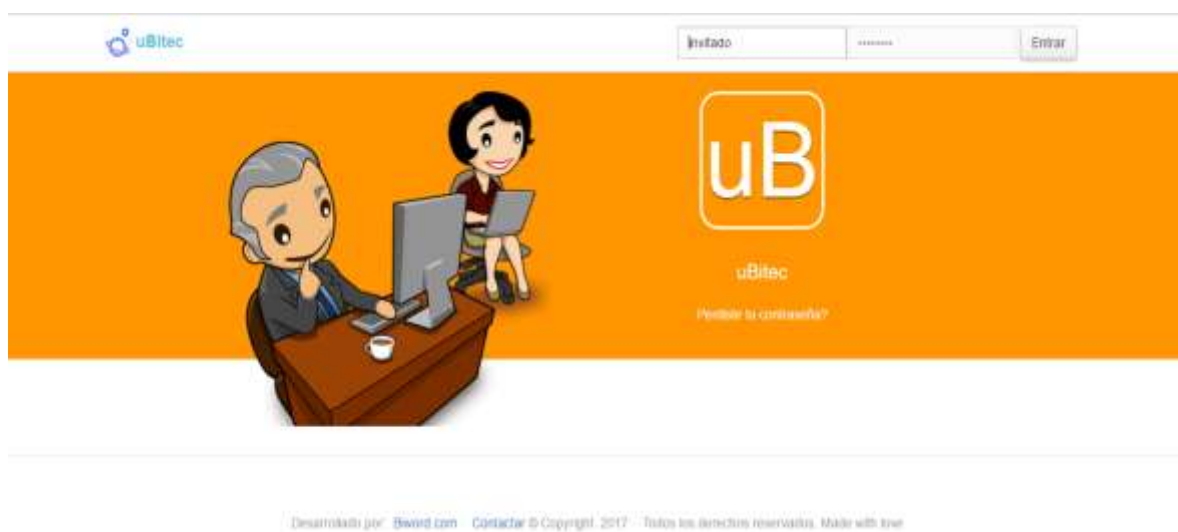 uBitec
Invitado
Entrar
uB
uBitec
Perdiste tu contraseña?
Desarrollado por: Biword.com Contactar © Copyright. 2017 Todos los derechos reservados. Made with love